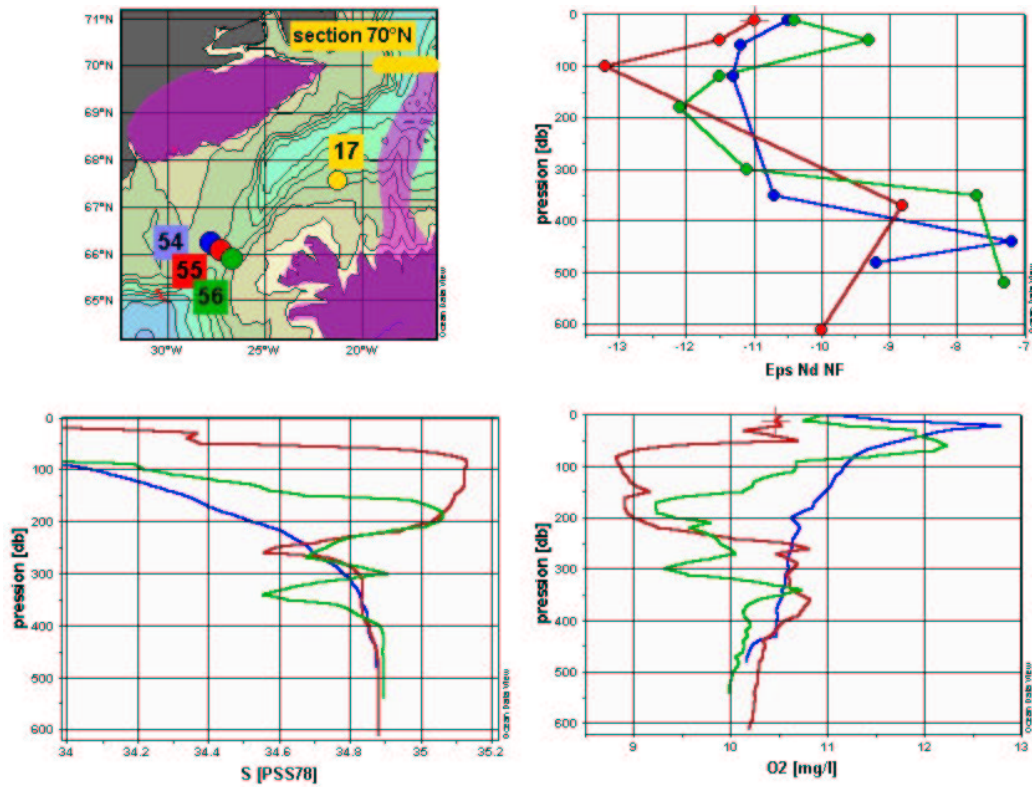 71°N
70°N
69°N
68°N
67°N
66°N
65°N
section 70°N
17
54
55
56
30°W
25°W
20°W
Ocean Data View
0
100
200
300
400
500
600
pression [db]
-13
-12
-11
-10
-9
-8
-7
Eps Nd NF
Ocean Data View
0
100
200
300
400
500
600
pression [db]
34
34.2
34.4
34.6
34.8
35
35.2
S [PSS78]
Ocean Data View
0
100
200
300
400
500
600
pression [db]
9
10
11
12
13
O2 [mg/l]
Ocean Data View